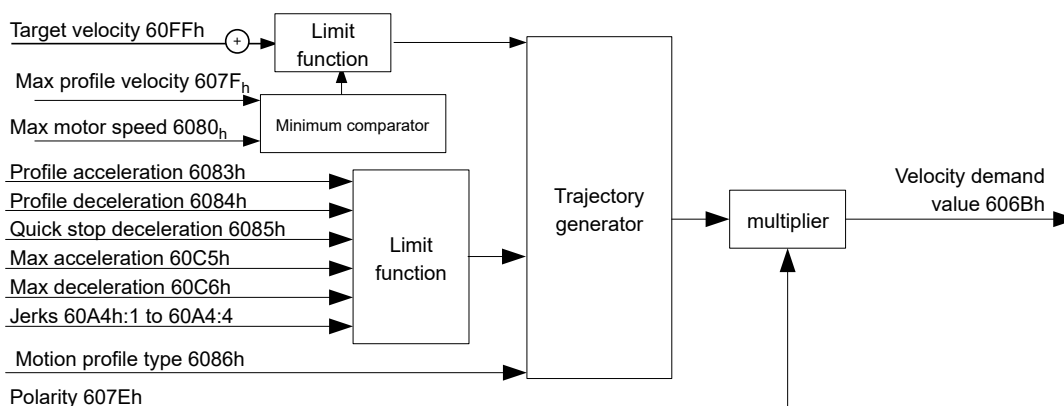 Target velocity 60FFh
+
Limit
function
Max profile velocity 607Fh
Minimum comparator
Max motor speed 6080h
Profile acceleration 6083h
Profile deceleration 6084h
Quick stop deceleration 6085h
Max acceleration 60C5h
Max deceleration 60C6h
Jerks 60A4h:1 to 60A4:4
Limit
function
Motion profile type 6086h
Polarity 607Eh
Trajectory
generator
multiplier
Velocity demand
value 606Bh